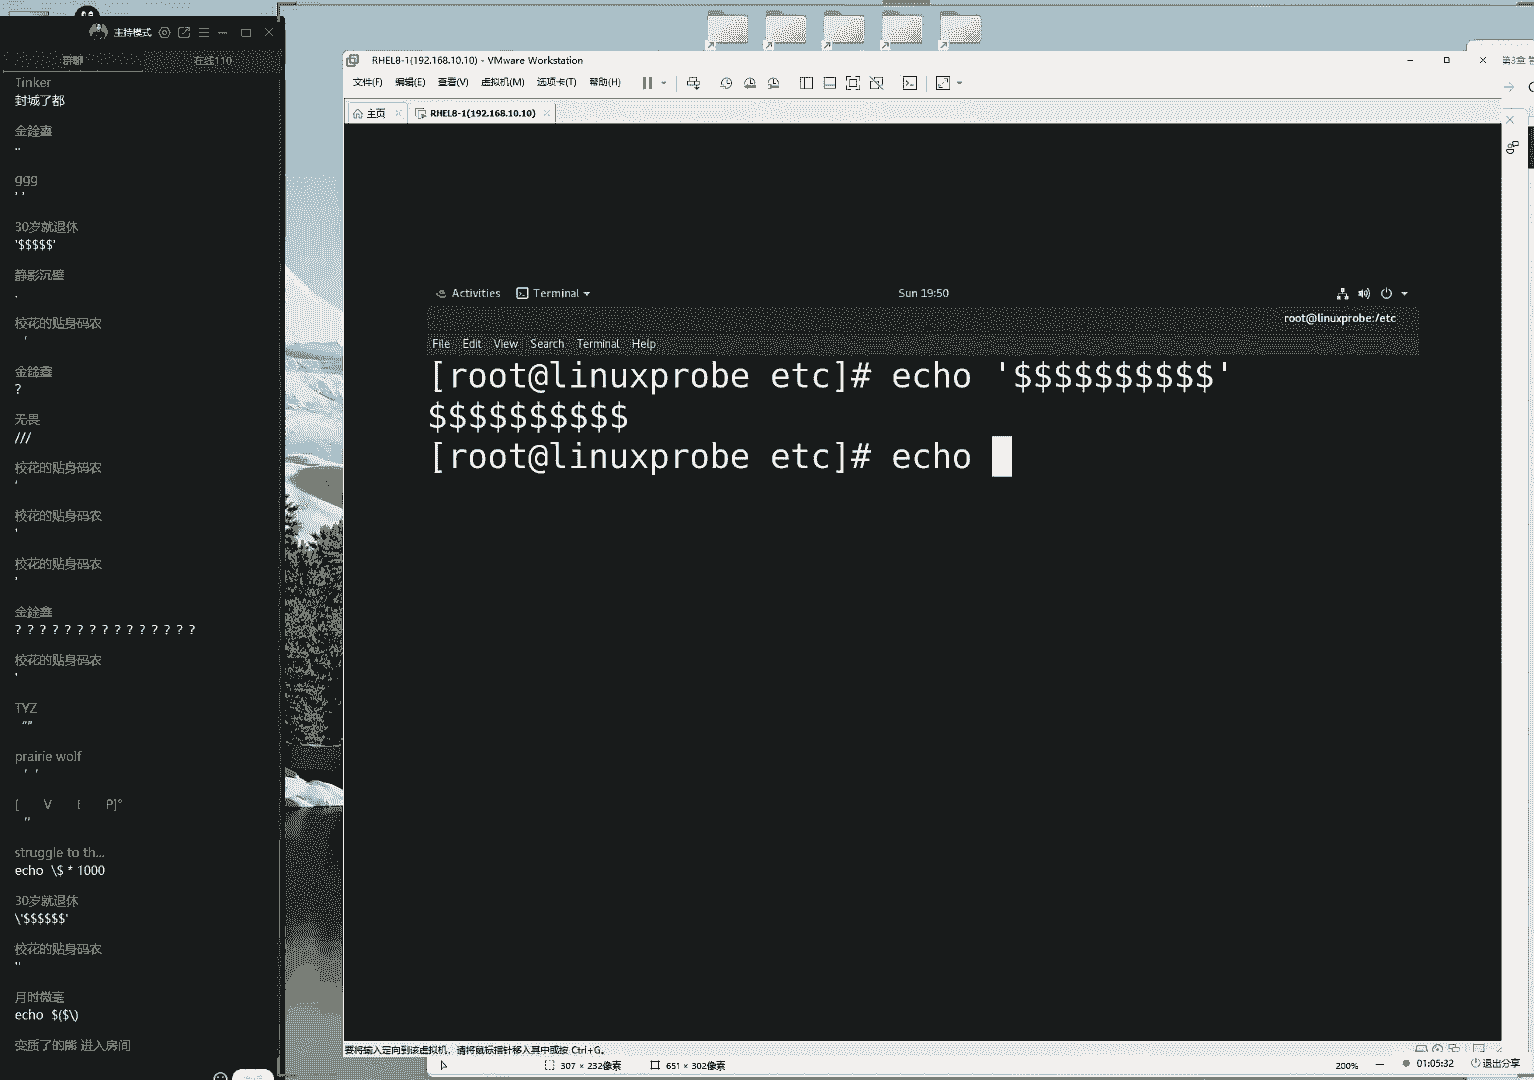 主持模式
群聊
在线110
Tinker
封城了都
金鑫鑫
..
ggg
' '
30岁就退休
'$$$$$'
静影沉壁
.
校花的贴身码农
'
金鑫鑫
?
无畏
///
校花的贴身码农
‘
校花的贴身码农
'
校花的贴身码农
'
金鑫鑫
? ? ? ? ? ? ? ? ? ? ? ? ? ? ?
校花的贴身码农
'
TYZ
“”
prairie wolf
' '
[ V P]°
"
struggle to th...
echo \$ * 1000
30岁就退休
\'$$$$$$'
校花的贴身码农
''
月时微毫
echo $($\)
变质了的熊 进入房间
RHEL8-1(192.168.10.10) - VMware Workstation
文件(F) 编辑(E) 查看(V) 虚拟机(M) 选项卡(T) 帮助(H)
主页 RHEL8-1(192.168.10.10)
第3章
Activities Terminal Sun 19:50
root@linuxprobe:/etc
File Edit View Search Terminal Help
[root@linuxprobe etc]# echo '$$$$$$$$$$'
$$$$$$$$$$
[root@linuxprobe etc]# echo
要将输入定向到该虚拟机，请将鼠标指针移入其中或按 Ctrl+G。
307 × 232像素 651 × 302像素 200% 01:05:32 退出分享